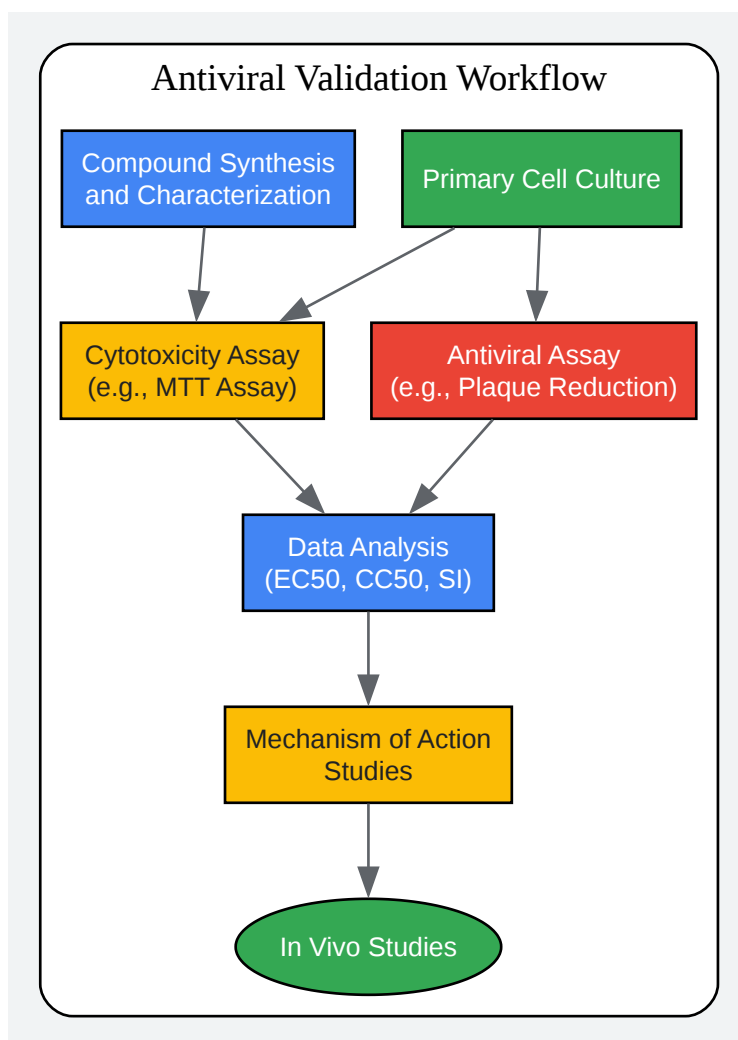 Antiviral Validation Workflow
Compound Synthesis
and Characterization
Primary Cell Culture
Cytotoxicity Assay
(e.g., MTT Assay)
Antiviral Assay
(e.g., Plaque Reduction)
Data Analysis
(EC50, CC50, SI)
Mechanism of Action
Studies
In Vivo Studies